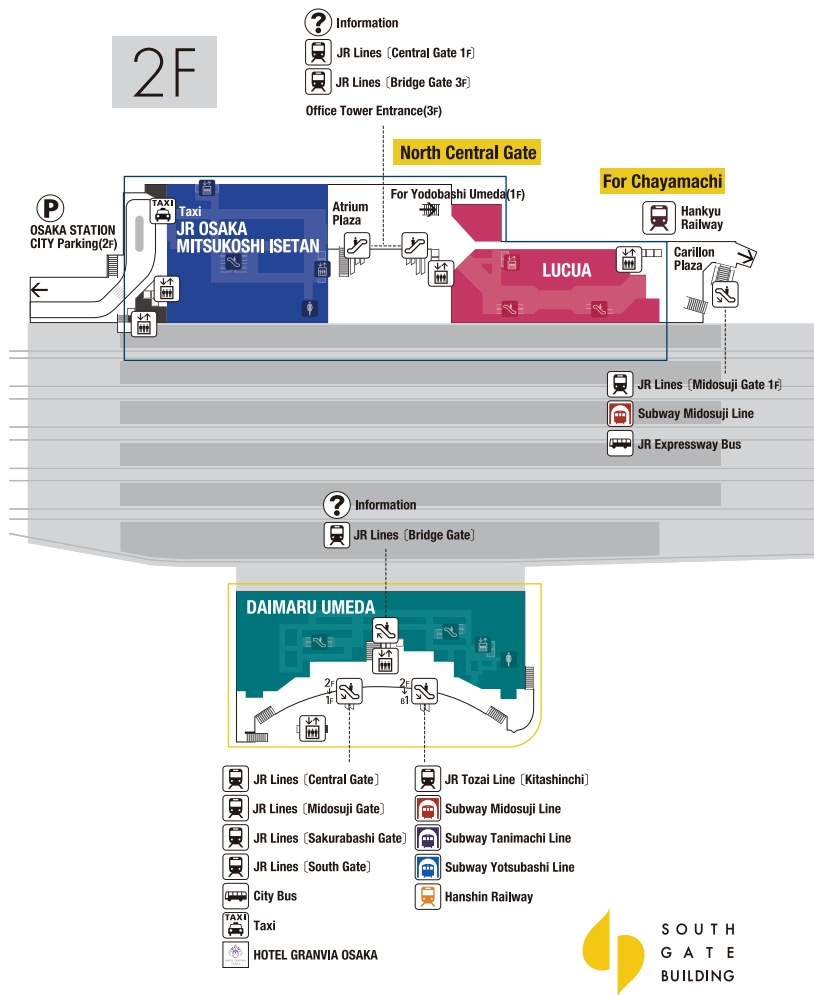 2F
Information
JR Lines〔Central Gate 1F〕
JR Lines〔Bridge Gate 3F〕
Office Tower Entrance(3F)
North Central Gate
For Chayamachi
P
OSAKA STATION
CITY Parking(2F)
TAXI
Taxi
JR OSAKA
MITSUKOSHI ISETAN
Atrium
Plaza
For Yodobashi Umeda(1F)
Hankyu
Railway
LUCUA
Carillon
Plaza
JR Lines〔Midosuji Gate 1F〕
Subway Midosuji Line
JR Expressway Bus
Information
JR Lines〔Bridge Gate〕
DAIMARU UMEDA
2F
1F
2F
B1
JR Lines〔Central Gate〕
JR Lines〔Midosuji Gate〕
JR Lines〔Sakurabashi Gate〕
JR Lines〔South Gate〕
City Bus
TAXI
Taxi
HOTEL GRANVIA OSAKA
JR Tozai Line〔Kitashinchi〕
Subway Midosuji Line
Subway Tanimachi Line
Subway Yotsubashi Line
Hanshin Railway
SOUTH
GATE
BUILDING